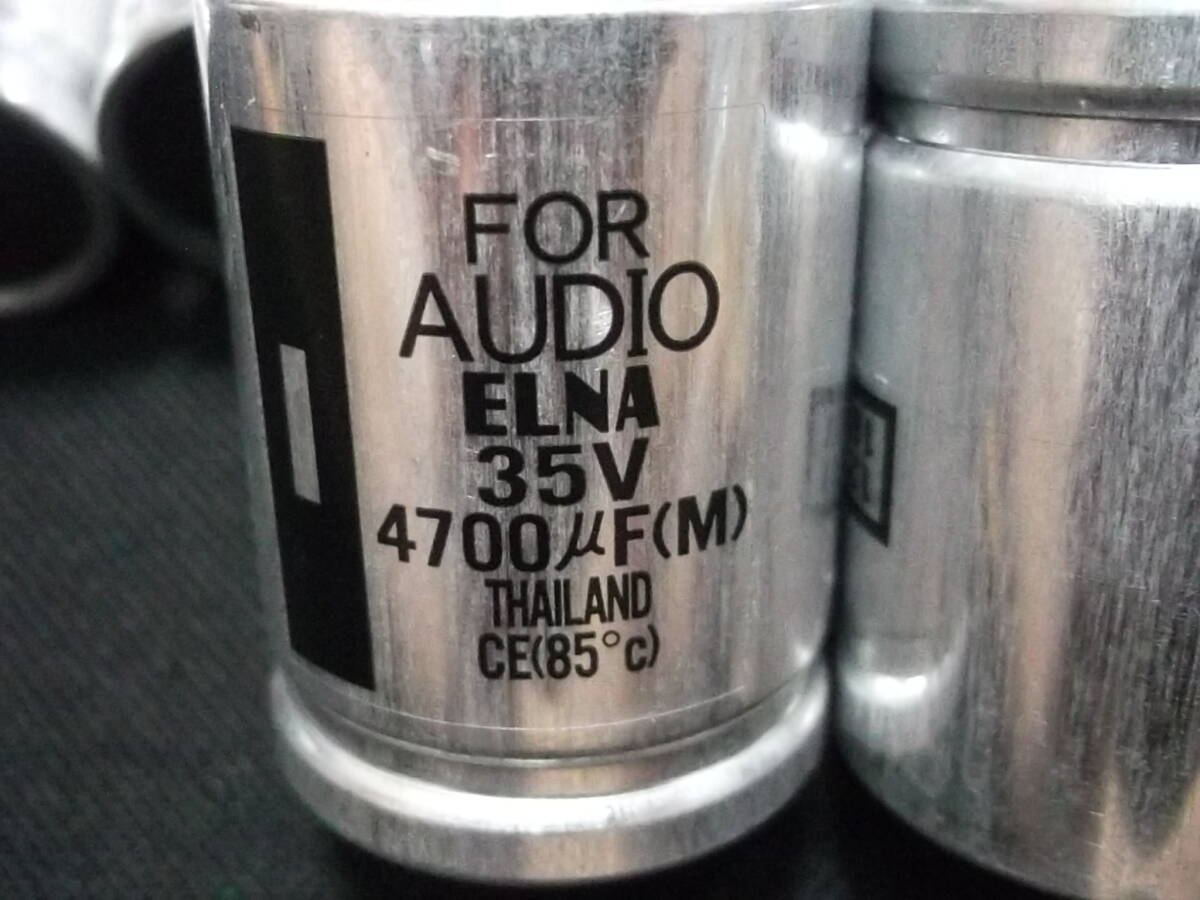 FOR
AUDIO
ELNA
35V
4700μF(M)
THAILAND
CE(85°c)